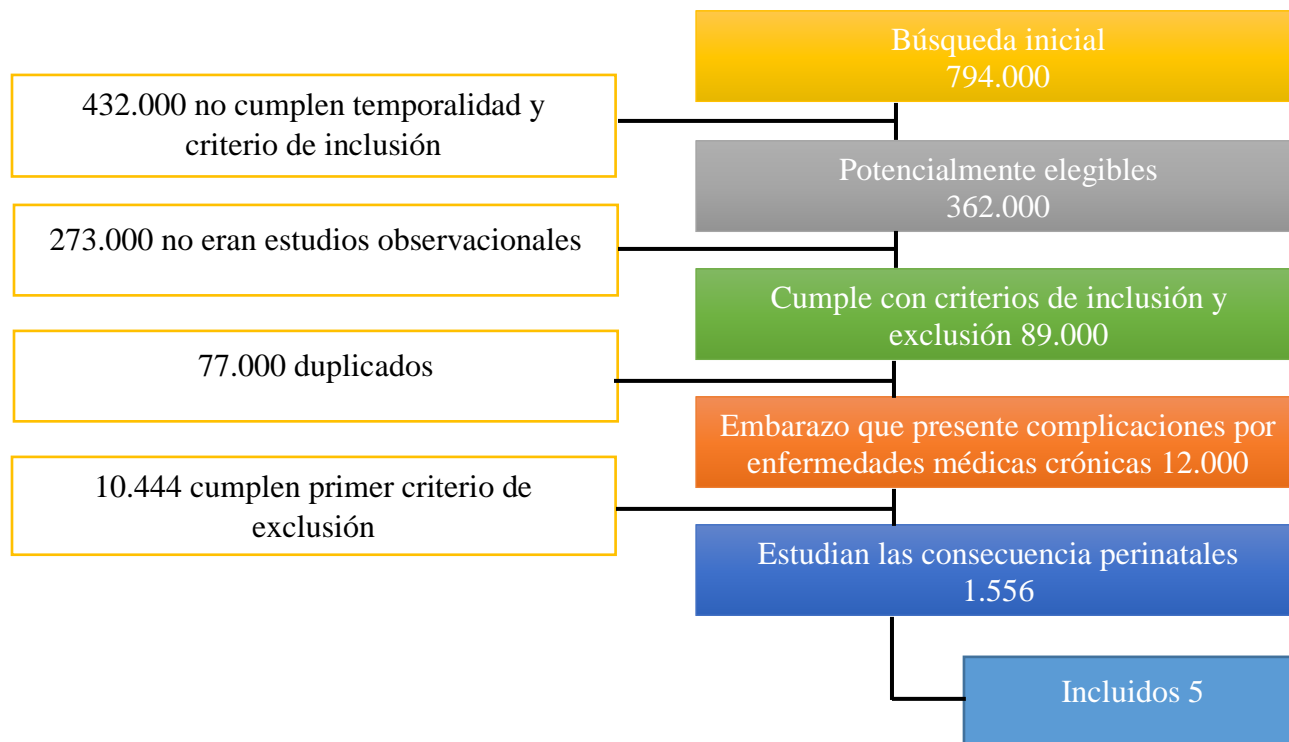 Búsqueda inicial
794.000
432.000 no cumplen temporalidad y
criterio de inclusión
Potencialmente elegibles
362.000
273.000 no eran estudios observacionales
Cumple con criterios de inclusión y
exclusión 89.000
77.000 duplicados
Embarazo que presente complicaciones por
enfermedades médicas crónicas 12.000
10.444 cumplen primer criterio de
exclusión
Estudian las consecuencia perinatales
1.556
Incluidos 5